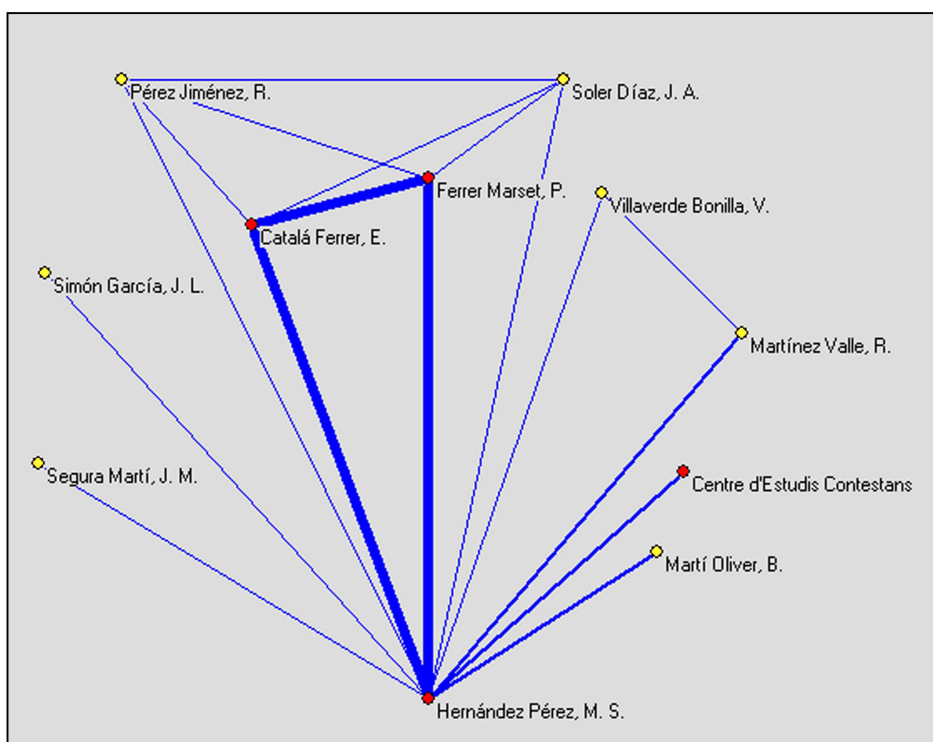 Pérez Jiménez, R.
Soler Díaz, J. A.
Ferrer Marset, P.
Villaverde Bonilla, V.
Catalá Ferrer, E.
Simón García, J. L.
Martínez Valle, R.
Segura Martí, J. M.
Centre d'Estudis Contestans
Martí Oliver, B.
Hernández Pérez, M. S.